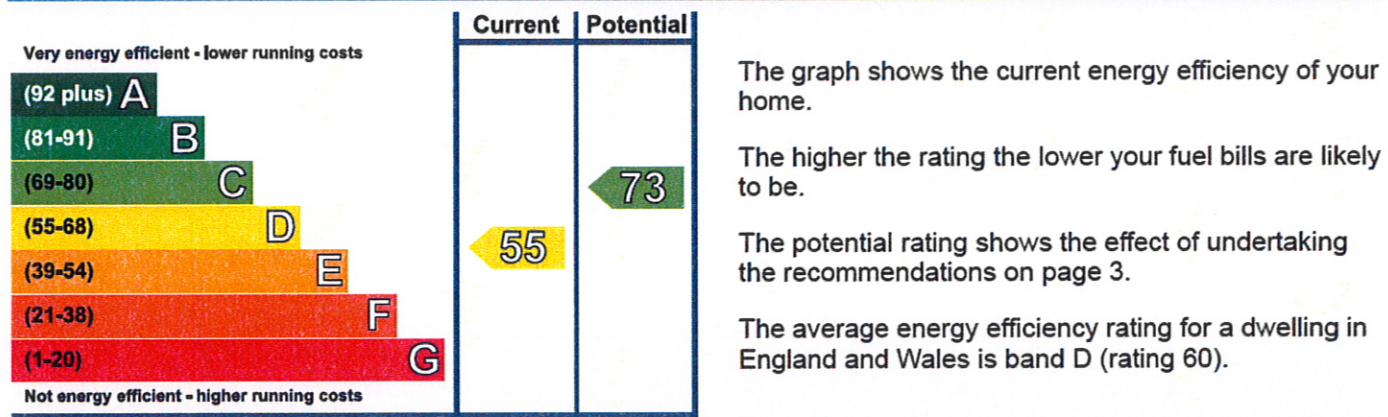 Current Potential
Very energy efficient - lower running costs
(92 plus) A
(81-91) B
(69-80) C
(55-68) D
(39-54) E
(21-38) F
(1-20) G
Not energy efficient - higher running costs
73
55
The graph shows the current energy efficiency of your
home.
The higher the rating the lower your fuel bills are likely
to be.
The potential rating shows the effect of undertaking
the recommendations on page 3.
The average energy efficiency rating for a dwelling in
England and Wales is band D (rating 60).